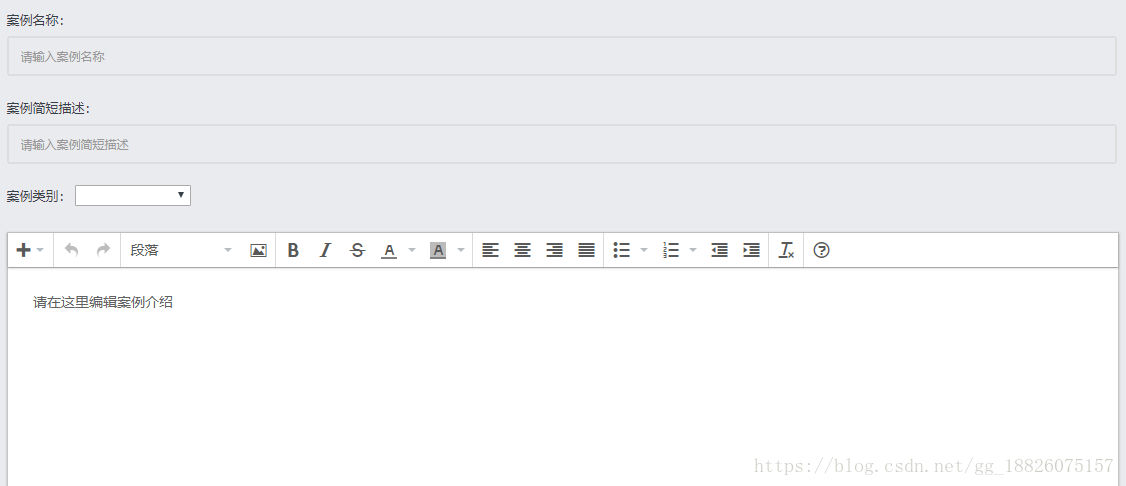 案例名称：
请输入案例名称
案例简短描述：
请输入案例简短描述
案例类别：
段落
请在这里编辑案例介绍
https://blog.csdn.net/gg_18826075157